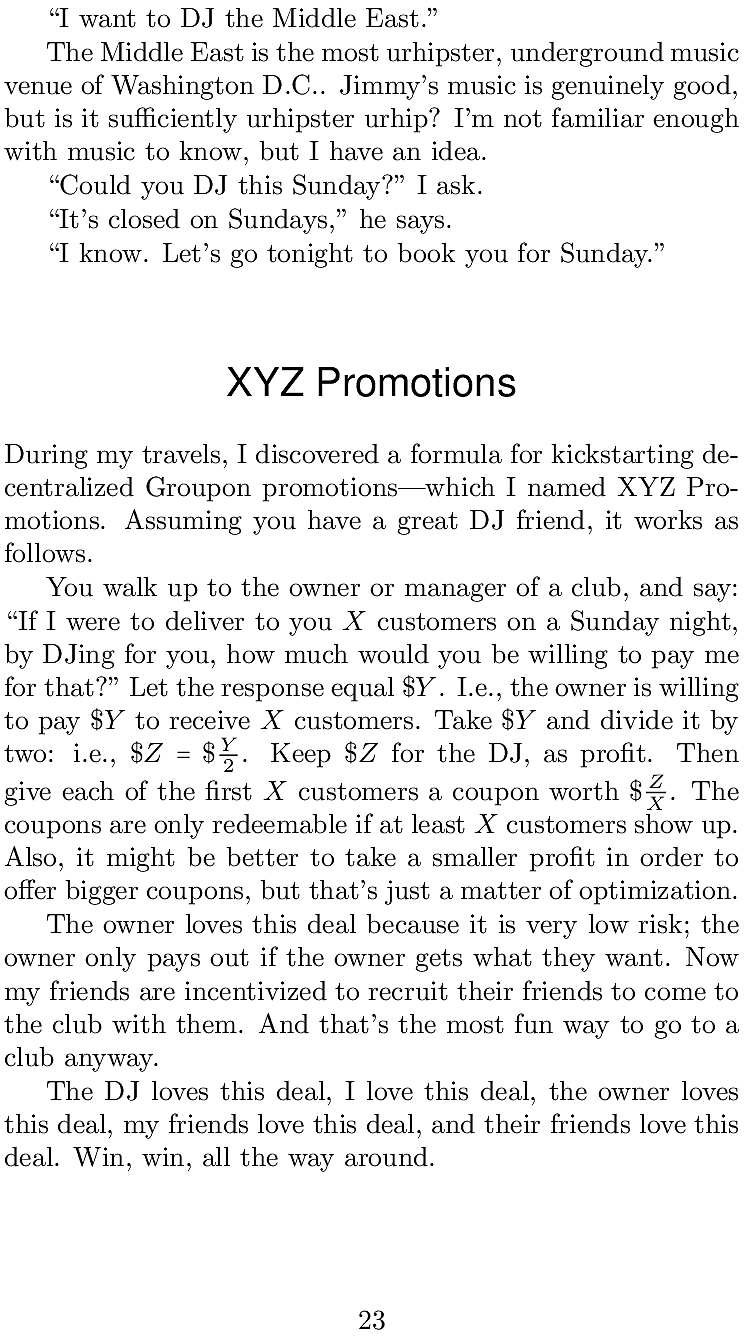 “I want to DJ the Middle East.”
The Middle East is the most urhipster, underground music
venue of Washington D.C.. Jimmy’s music is genuinely good,
but is it sufficiently urhipster urhip? I’m not familiar enough
with music to know, but I have an idea.
“Could you DJ this Sunday?” I ask.
“It’s closed on Sundays,” he says.
“I know. Let’s go tonight to book you for Sunday.”
XYZ Promotions
During my travels, I discovered a formula for kickstarting de-
centralized Groupon promotions—which I named XYZ Pro-
motions. Assuming you have a great DJ friend, it works as
follows.
You walk up to the owner or manager of a club, and say:
“If I were to deliver to you X customers on a Sunday night,
by DJing for you, how much would you be willing to pay me
for that?” Let the response equal $Y. I.e., the owner is willing
to pay $Y to receive X customers. Take $Y and divide it by
two: i.e., $Z = $Y/2. Keep $Z for the DJ, as profit. Then
give each of the first X customers a coupon worth $Z/X. The
coupons are only redeemable if at least X customers show up.
Also, it might be better to take a smaller profit in order to
offer bigger coupons, but that’s just a matter of optimization.
The owner loves this deal because it is very low risk; the
owner only pays out if the owner gets what they want. Now
my friends are incentivized to recruit their friends to come to
the club with them. And that’s the most fun way to go to a
club anyway.
The DJ loves this deal, I love this deal, the owner loves
this deal, my friends love this deal, and their friends love this
deal. Win, win, all the way around.
23